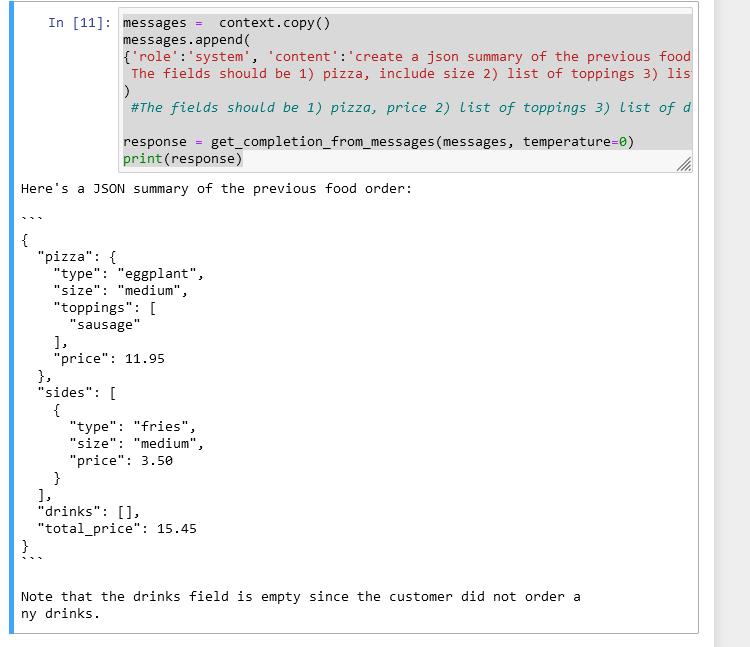 In [11]: messages =  context.copy()
messages.append(
{'role':'system', 'content':'create a json summary of the previous food
 The fields should be 1) pizza, include size 2) list of toppings 3) lis
)
 #The fields should be 1) pizza, price 2) list of toppings 3) list of d

response = get_completion_from_messages(messages, temperature=0)
print(response)
Here's a JSON summary of the previous food order:

```
{
  "pizza": {
    "type": "eggplant",
    "size": "medium",
    "toppings": [
      "sausage"
    ],
    "price": 11.95
  },
  "sides": [
    {
      "type": "fries",
      "size": "medium",
      "price": 3.50
    }
  ],
  "drinks": [],
  "total_price": 15.45
}
```

Note that the drinks field is empty since the customer did not order a
ny drinks.